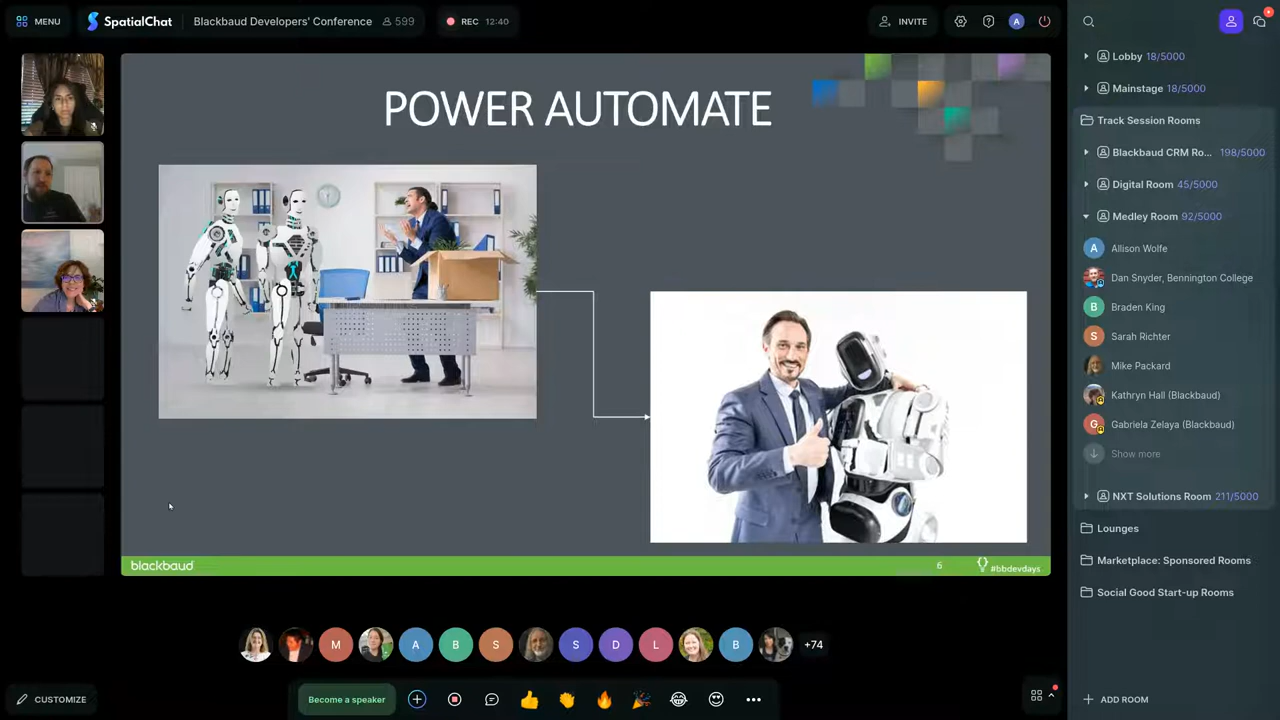 MENU
SpatialChat
Blackbaud Developers' Conference
599
REC 12:40
INVITE
A
POWER AUTOMATE
blackbaud
6
#bbdevdays
M
A
B
S
S
D
L
B
+74
CUSTOMIZE
Become a speaker
Lobby 18/5000
Mainstage 18/5000
Track Session Rooms
Blackbaud CRM Ro... 198/5000
Digital Room 45/5000
Medley Room 92/5000
A Allison Wolfe
Dan Snyder, Bennington College
B Braden King
S Sarah Richter
Mike Packard
Kathryn Hall (Blackbaud)
G Gabriela Zelaya (Blackbaud)
Show more
NXT Solutions Room 211/5000
Lounges
Marketplace: Sponsored Rooms
Social Good Start-up Rooms
ADD ROOM